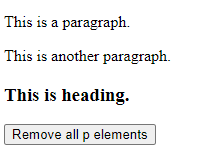 This is a paragraph.
This is another paragraph.
This is heading.
Remove all p elements